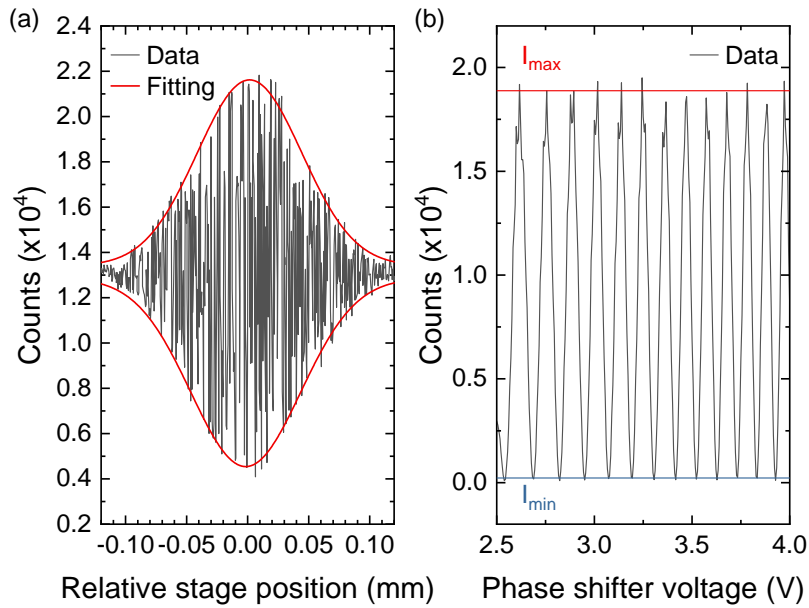 (a)
2.4
2.2
2.0
1.8
1.6
1.4
1.2
1.0
0.8
0.6
0.4
0.2
Counts (x10⁴)
Data
Fitting
-0.10 -0.05 0.00 0.05 0.10
Relative stage position (mm)
(b)
2.0
1.5
1.0
0.5
0.0
Counts (x10⁴)
Imax
Data
Imin
2.5 3.0 3.5 4.0
Phase shifter voltage (V)